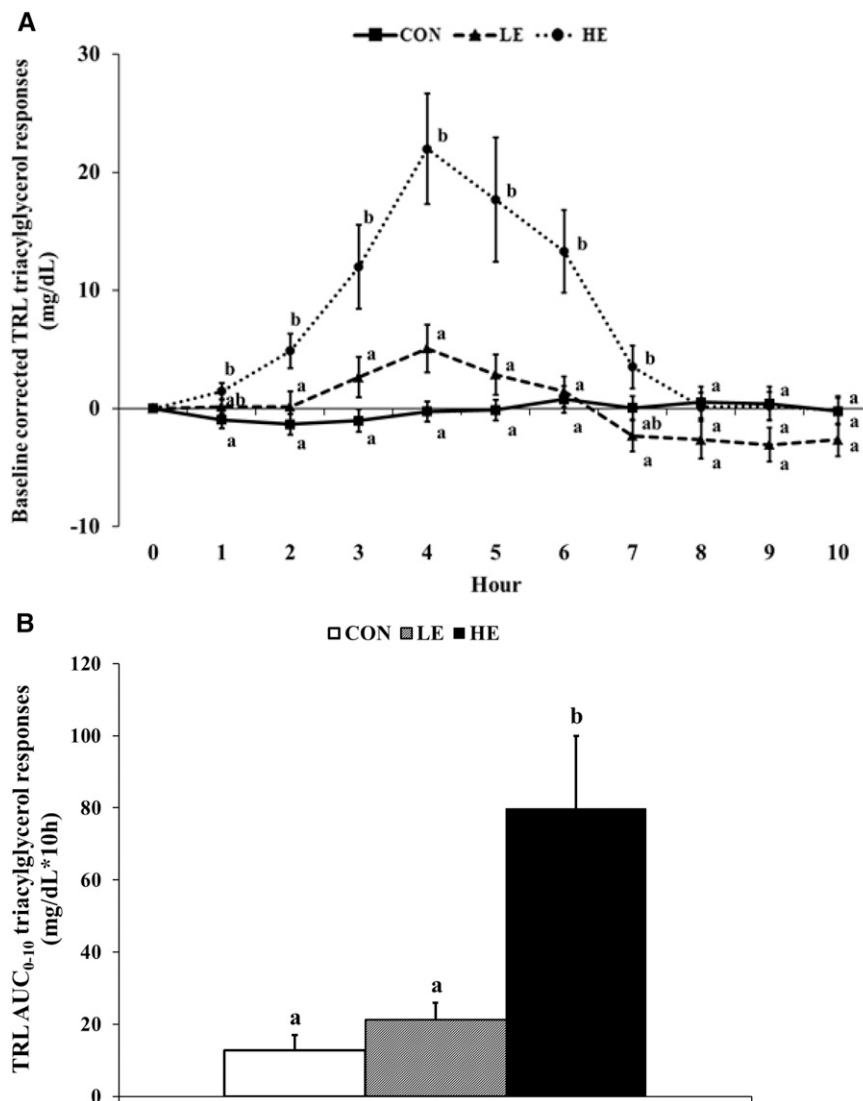 A
CON LE HE
Baseline corrected TRL triacylglycerol responses
(mg/dL)
30
20
10
0
-10
b
b
b
b
b
b
b
a
a
a
a
ab
a
a
a
a
a
a
ab
a
a
a
a
a
a
a
a
a
a
0 1 2 3 4 5 6 7 8 9 10
Hour
B
CON LE HE
TRL AUC0-10 triacylglycerol responses
(mg/dL*10h)
120
100
80
60
40
20
0
a
a
b